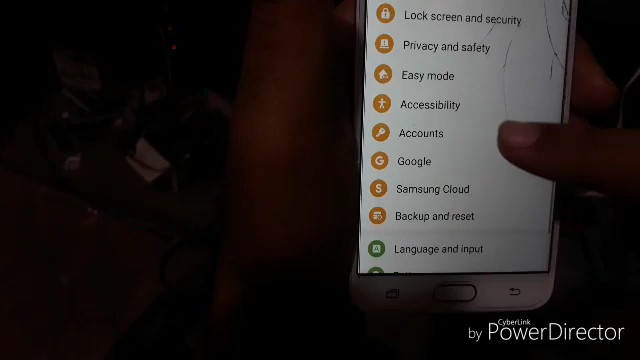 Lock screen and security
Privacy and safety
Easy mode
Accessibility
Accounts
Google
Samsung Cloud
Backup and reset
Language and input
by CyberLink
PowerDirector